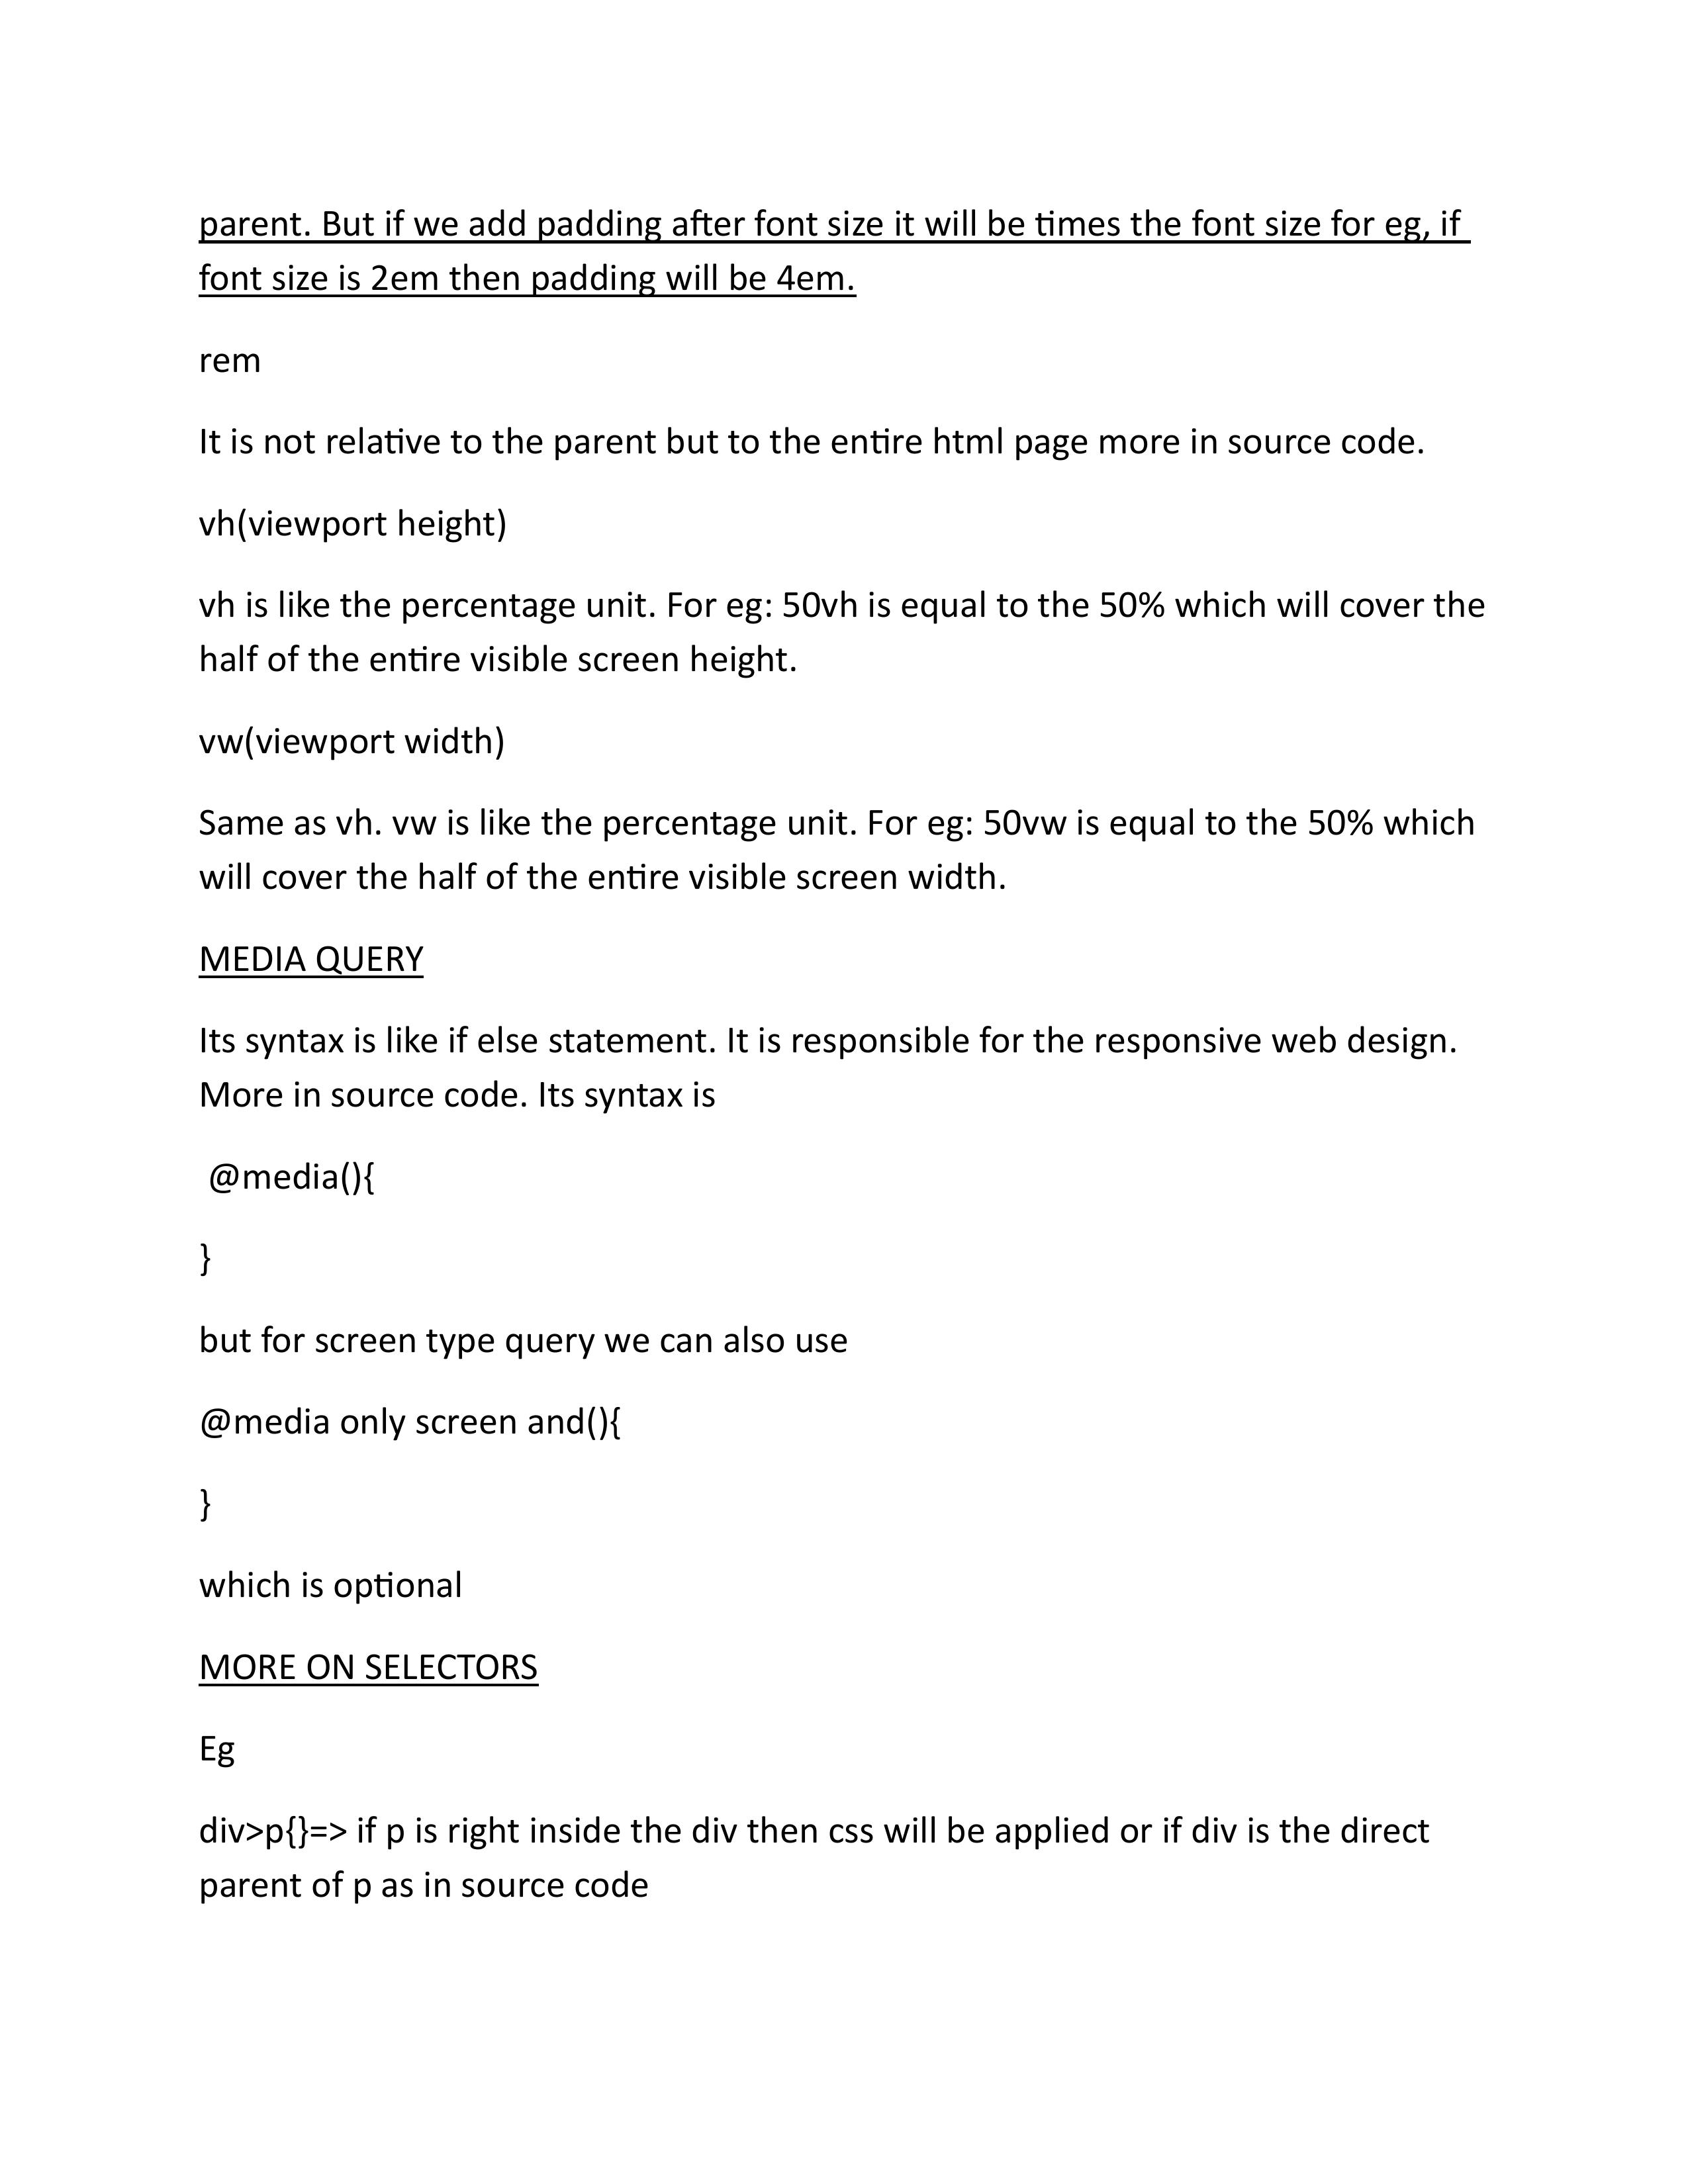 parent. But if we add padding after font size it will be times the font size for eg, if
font size is 2em then padding will be 4em.
rem
It is not relative to the parent but to the entire html page more in source code.
vh(viewport height)
vh is like the percentage unit. For eg: 50vh is equal to the 50% which will cover the
half of the entire visible screen height.
vw(viewport width)
Same as vh. vw is like the percentage unit. For eg: 50vw is equal to the 50% which
will cover the half of the entire visible screen width.
MEDIA QUERY
Its syntax is like if else statement. It is responsible for the responsive web design.
More in source code. Its syntax is
@media(){
}
but for screen type query we can also use
@media only screen and(){
}
which is optional
MORE ON SELECTORS
Eg
div>p{}=> if p is right inside the div then css will be applied or if div is the direct
parent of p as in source code